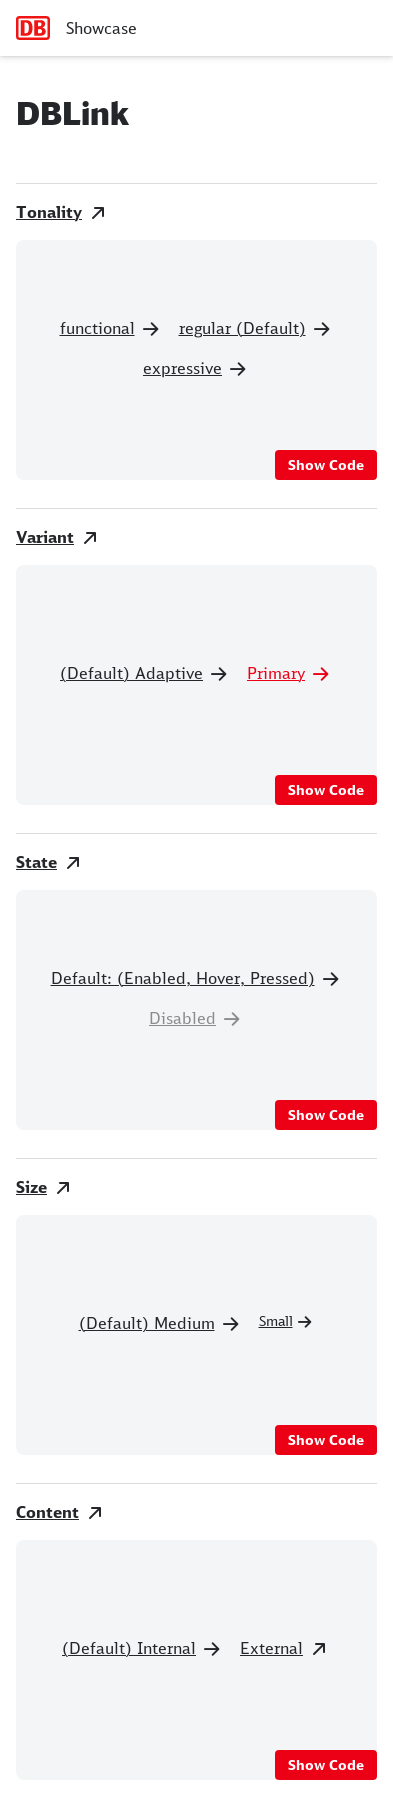 DB Showcase
DBLink
Tonality
functional regular (Default)
expressive
Show Code
Variant
(Default) Adaptive Primary
Show Code
State
Default: (Enabled, Hover, Pressed)
Disabled
Show Code
Size
(Default) Medium Small
Show Code
Content
(Default) Internal External
Show Code